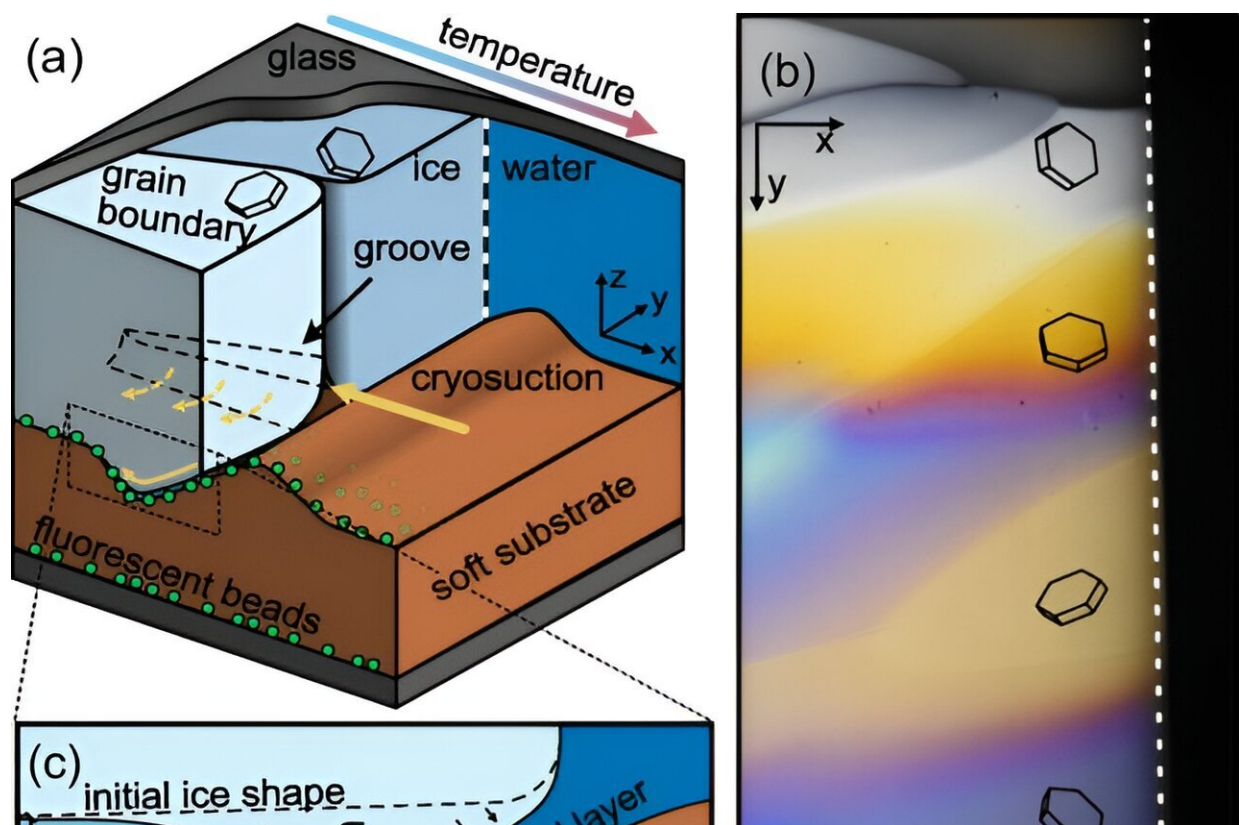 (a)
glass
temperature
grain
boundary
ice
water
groove
z
y
x
cryosuction
soft substrate
fluorescent beads
(b)
x
y
(c)
initial ice shape
layer